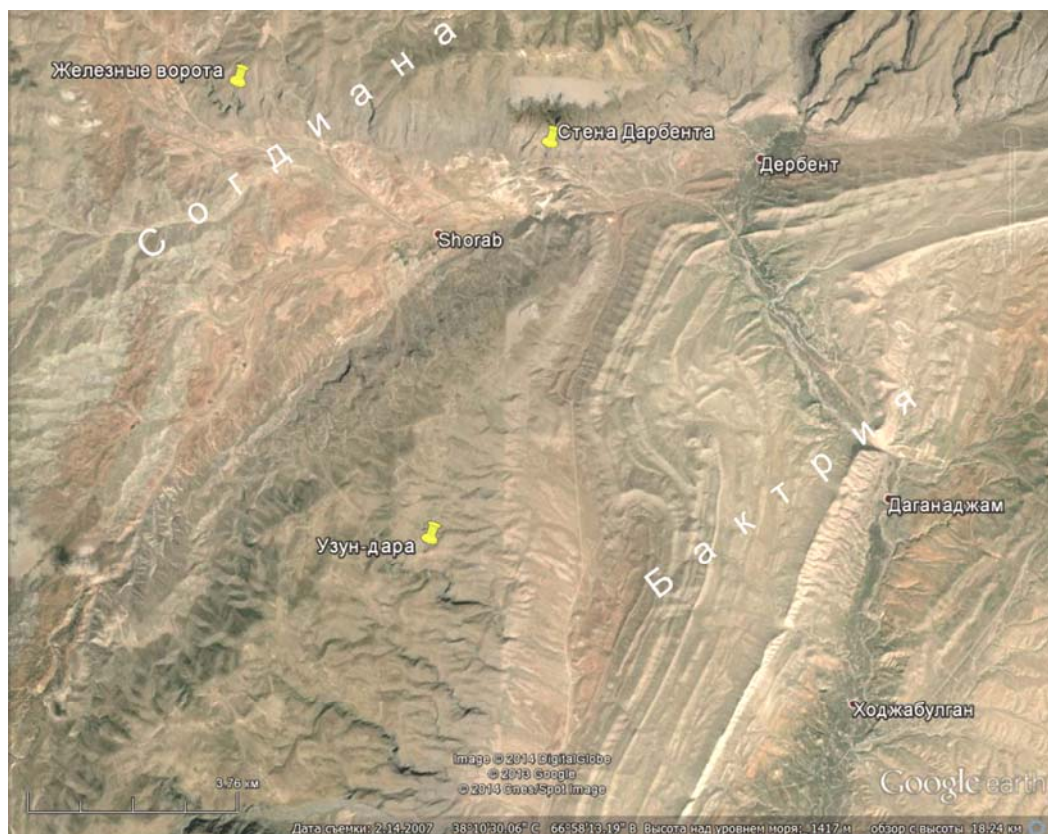 Железные ворота
Согдиана
Стена Дарбента
Дербент
Shorab
Бактрия
Даганаджам
Узун-дара
Ходжабулган
Image © 2014 DigitalGlobe
© 2013 Google
© 2014 Cnes/Spot Image
3.76 км
Google earth
Дата съемки: 2.14.2007 38°10'30.06" С 66°58'13.19" В Высота над уровнем моря: 1417 м обзор с высоты 18.24 км